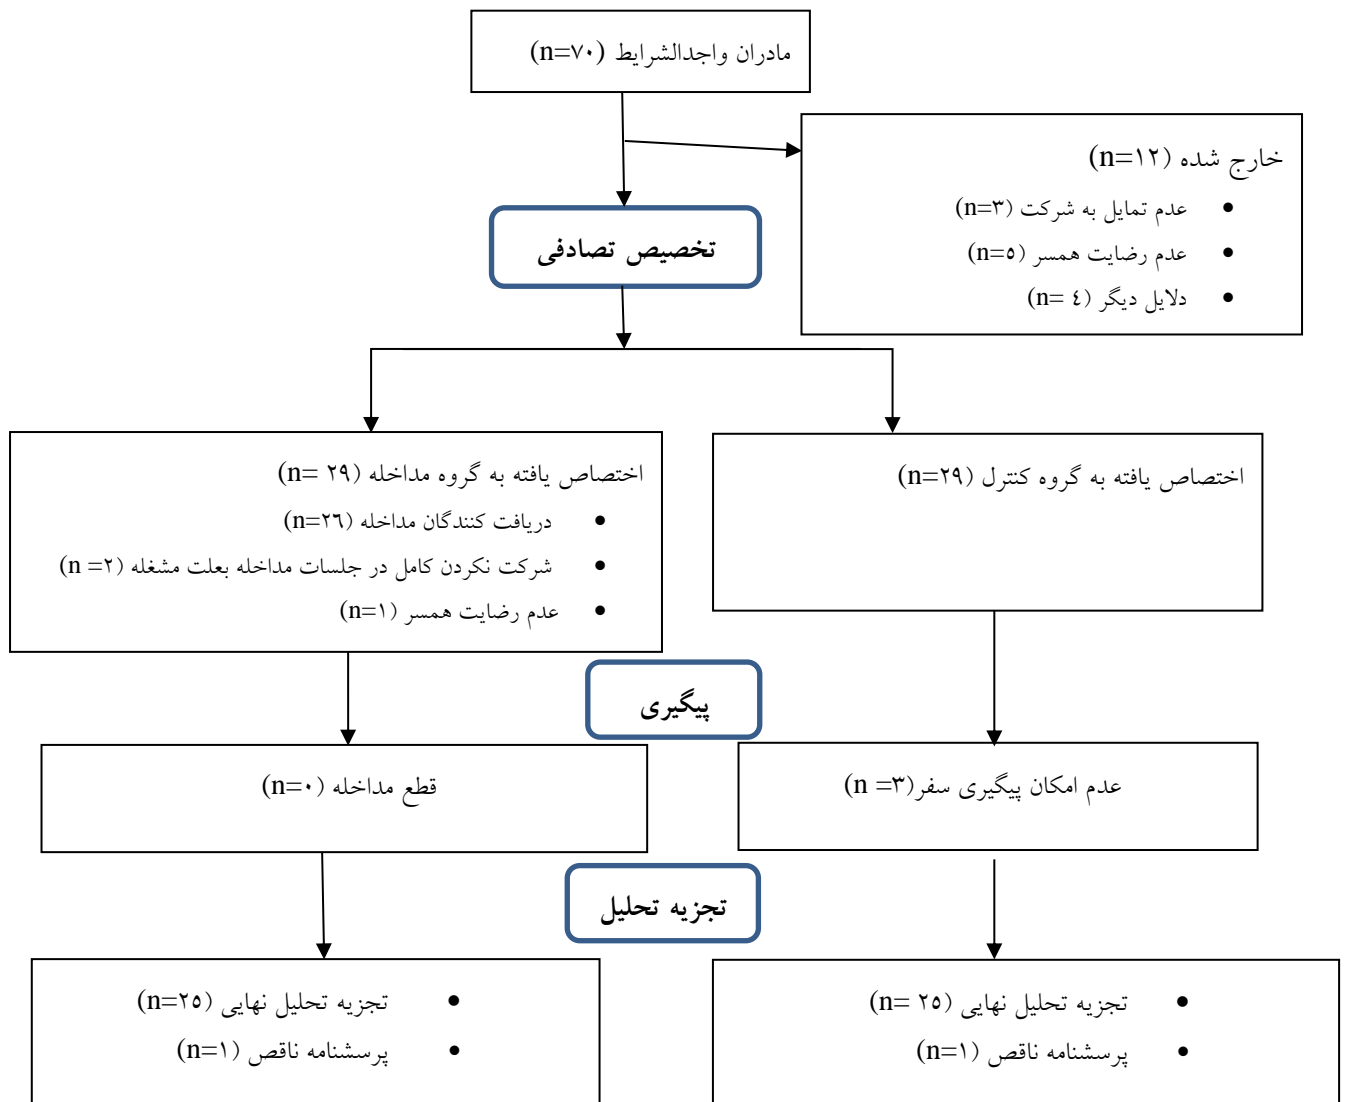 مادران واجدالشرایط (n=۷۰)
خارج شده (n=۱۲)
• عدم تمایل به شرکت (n=۳)
• عدم رضایت همسر (n=٥)
• دلایل دیگر (n= ٤)
تخصیص تصادفی
اختصاص یافته به گروه کنترل (n=۲۹)
اختصاص یافته به گروه مداخله (n= ۲۹)
• دریافت کنندگان مداخله (n=۲٦)
• شرکت نکردن کامل در جلسات مداخله بعلت مشغله (n =۲)
• عدم رضایت همسر (n=۱)
پیگیری
عدم امکان پیگیری سفر(n =۳)
قطع مداخله (n=۰)
تجزیه تحلیل
• تجزیه تحلیل نهایی (n= ۲٥)
• پرسشنامه ناقص (n=۱)
• تجزیه تحلیل نهایی (n=۲٥)
• پرسشنامه ناقص (n=۱)